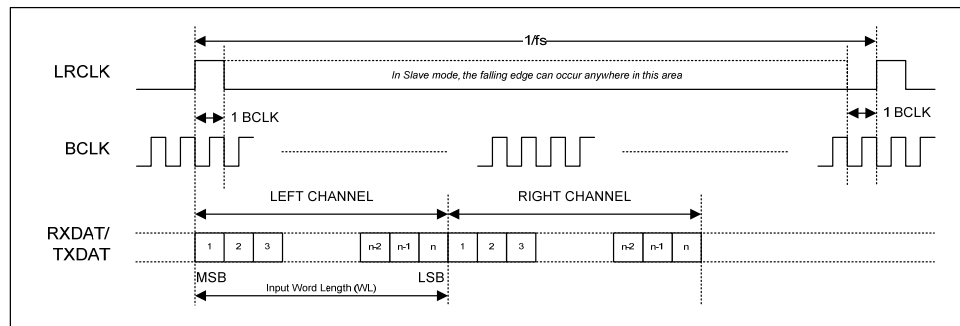 1/fs
LRCLK
In Slave mode, the falling edge can occur anywhere in this area
1 BCLK
1 BCLK
BCLK
LEFT CHANNEL
RIGHT CHANNEL
RXDAT/
TXDAT
1 2 3 n-2 n-1 n 1 2 3 n-2 n-1 n
MSB
LSB
Input Word Length (WL)